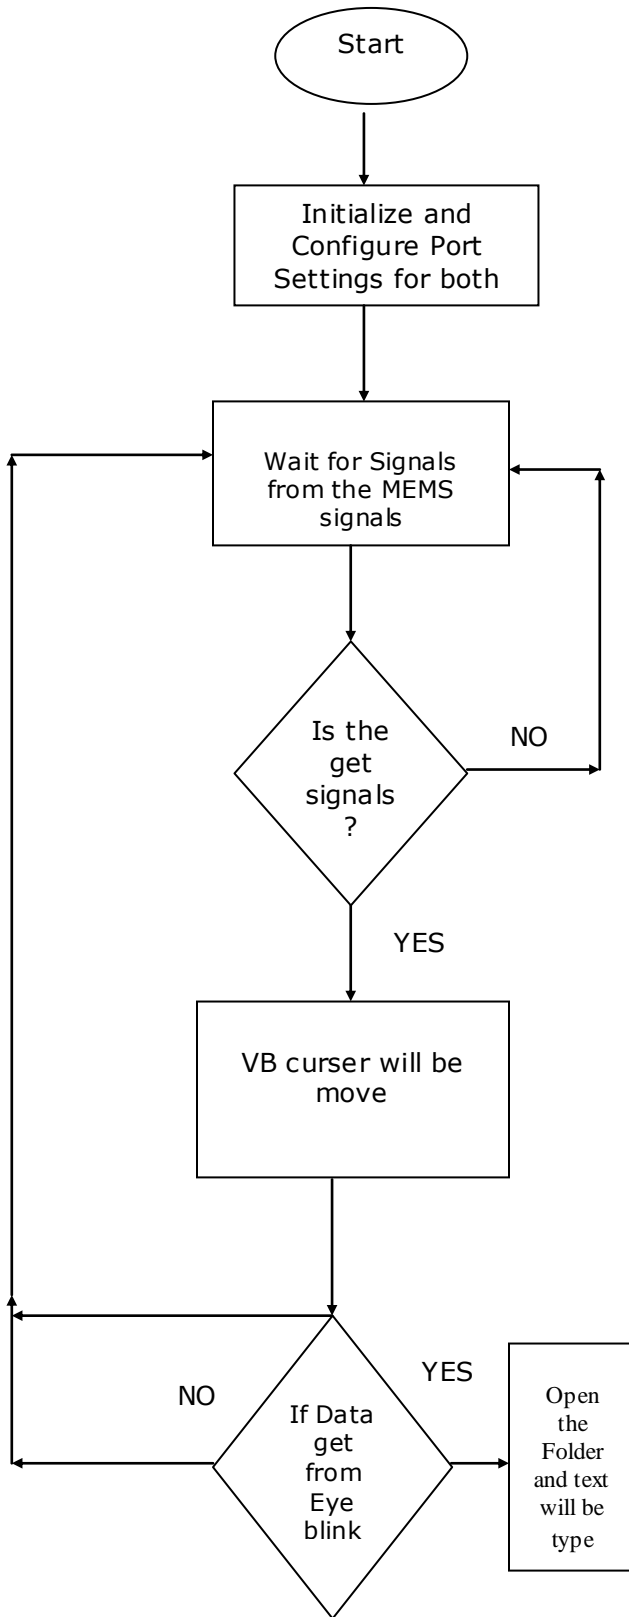 Start
Initialize and
Configure Port
Settings for both
Wait for Signals
from the MEMS
signals
Is the
get
signals
?
NO
YES
VB curser will be
move
NO
YES
If Data
get
from
Eye
blink
Open
the
Folder
and text
will be
type